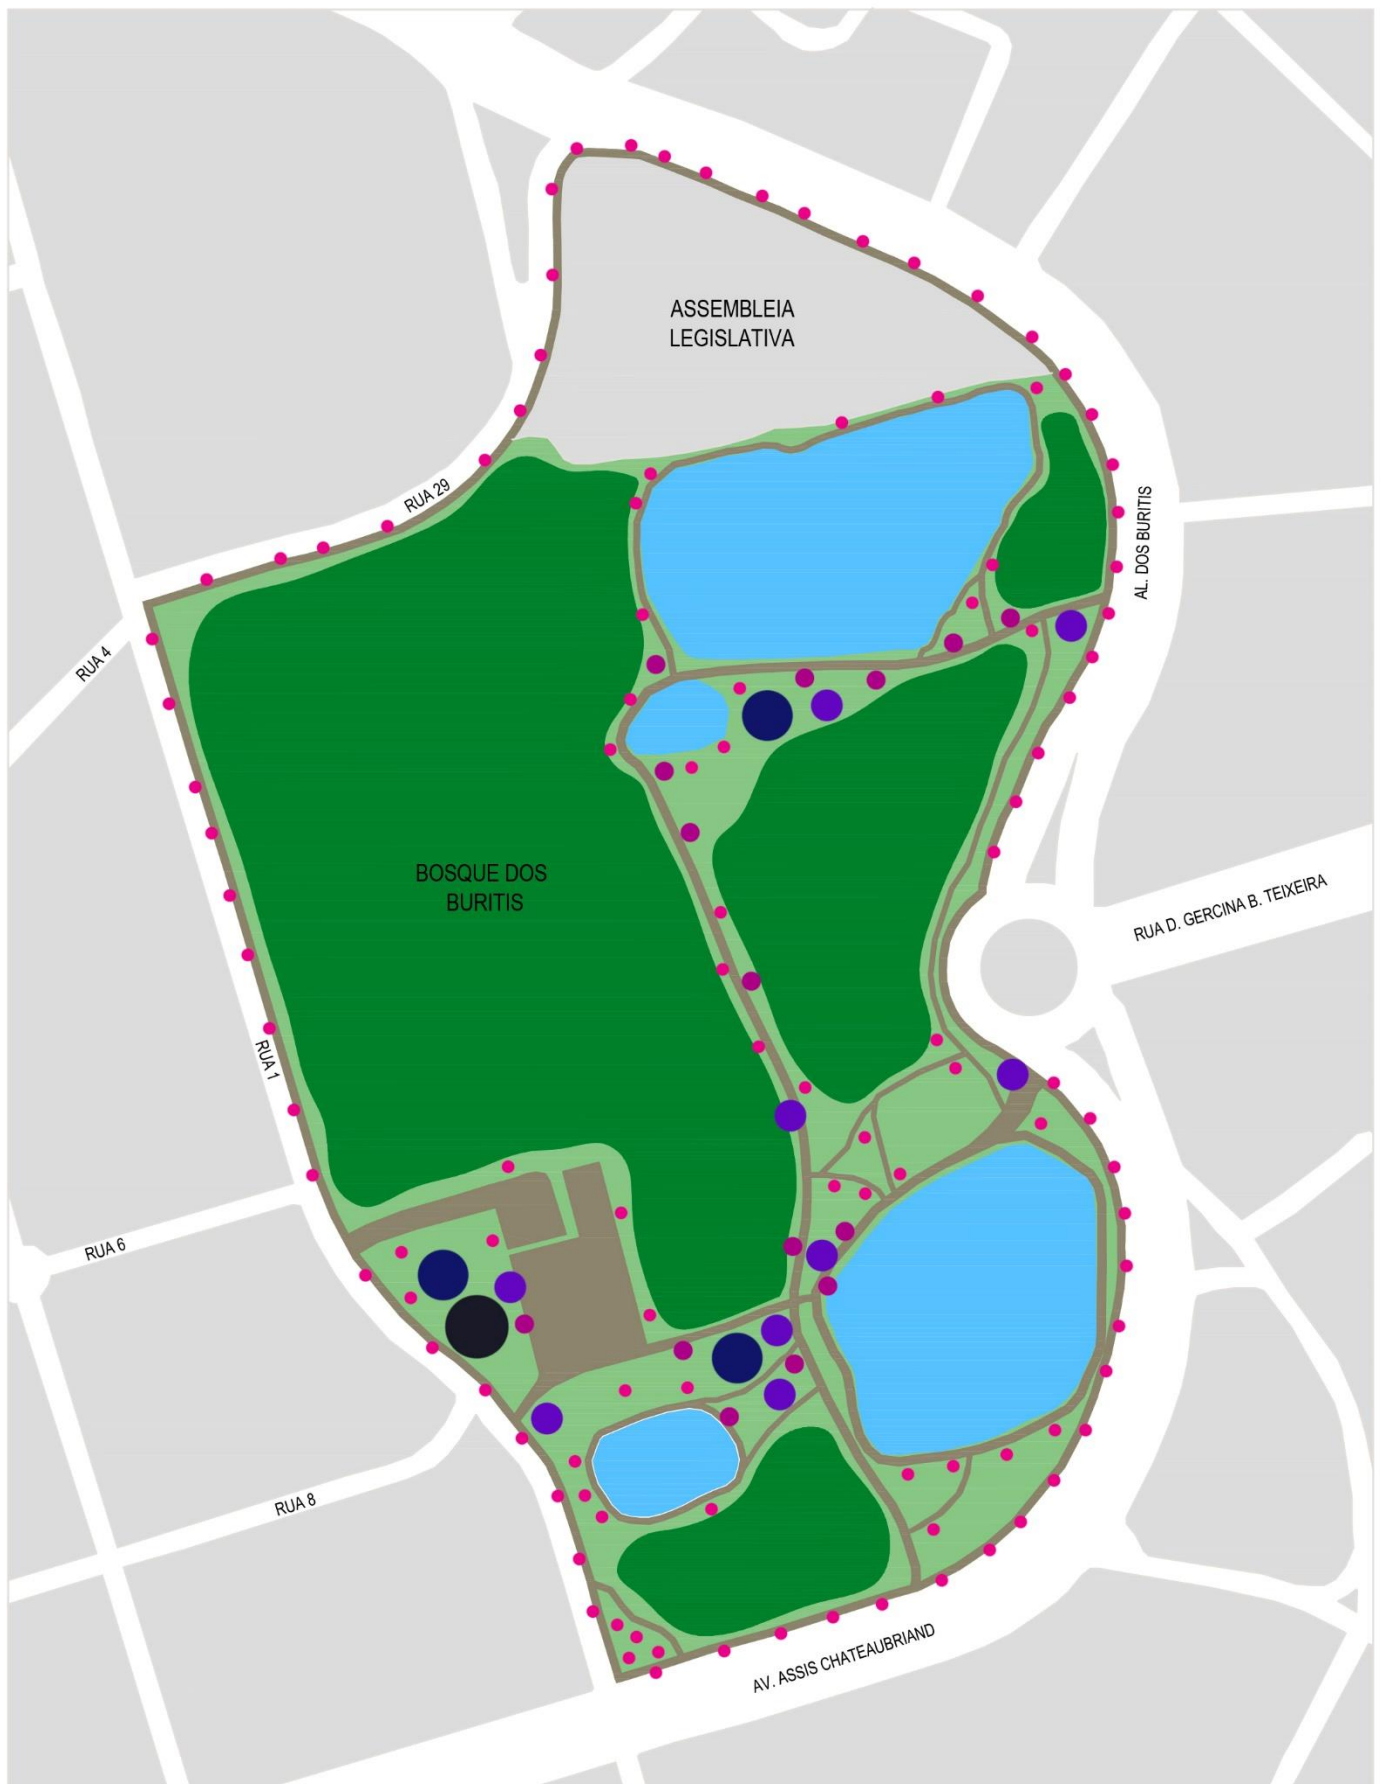 ASSEMBLEIA
LEGISLATIVA
RUA 29
AL. DOS BURITIS
RUA 4
BOSQUE DOS
BURITIS
RUA D. GERCINA B. TEIXEIRA
RUA 1
RUA 6
RUA 8
AV. ASSIS CHATEAUBRIAND